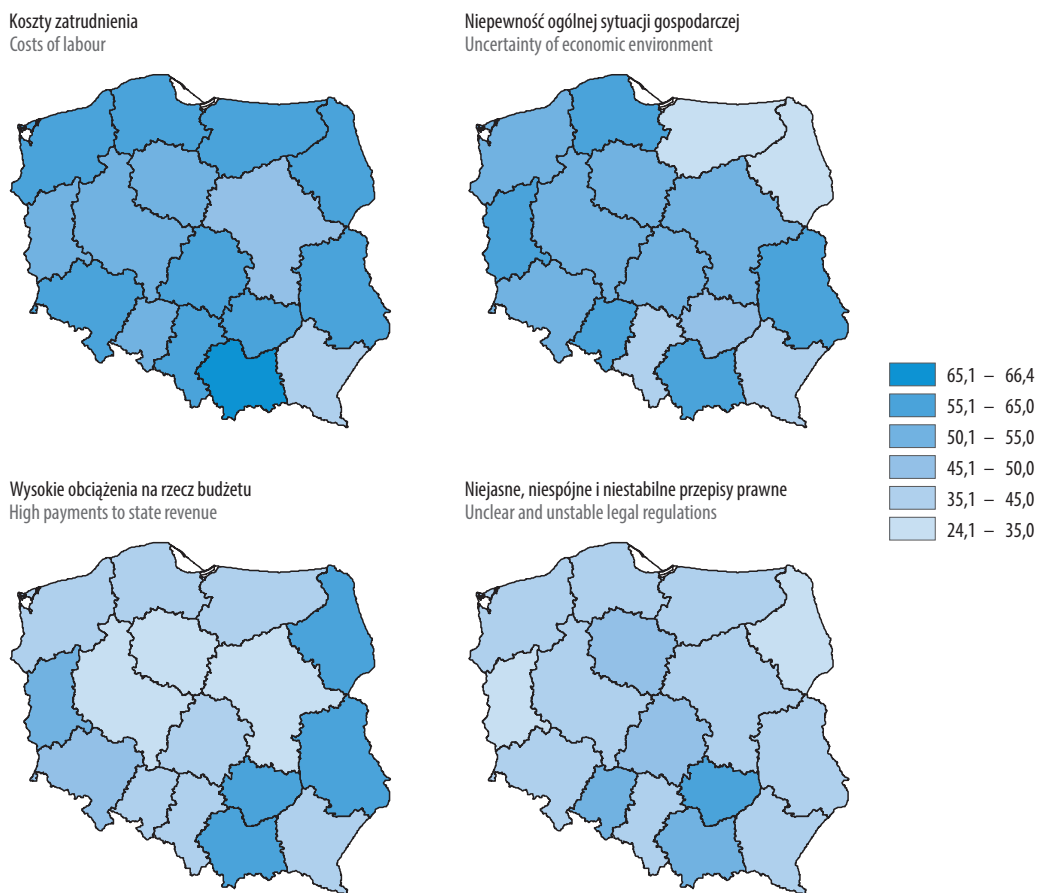 Koszty zatrudnienia
Costs of labour
Niepewność ogólnej sytuacji gospodarczej
Uncertainty of economic environment
65,1 – 66,4
55,1 – 65,0
50,1 – 55,0
45,1 – 50,0
35,1 – 45,0
24,1 – 35,0
Wysokie obciążenia na rzecz budżetu
High payments to state revenue
Niejasne, niespójne i niestabilne przepisy prawne
Unclear and unstable legal regulations